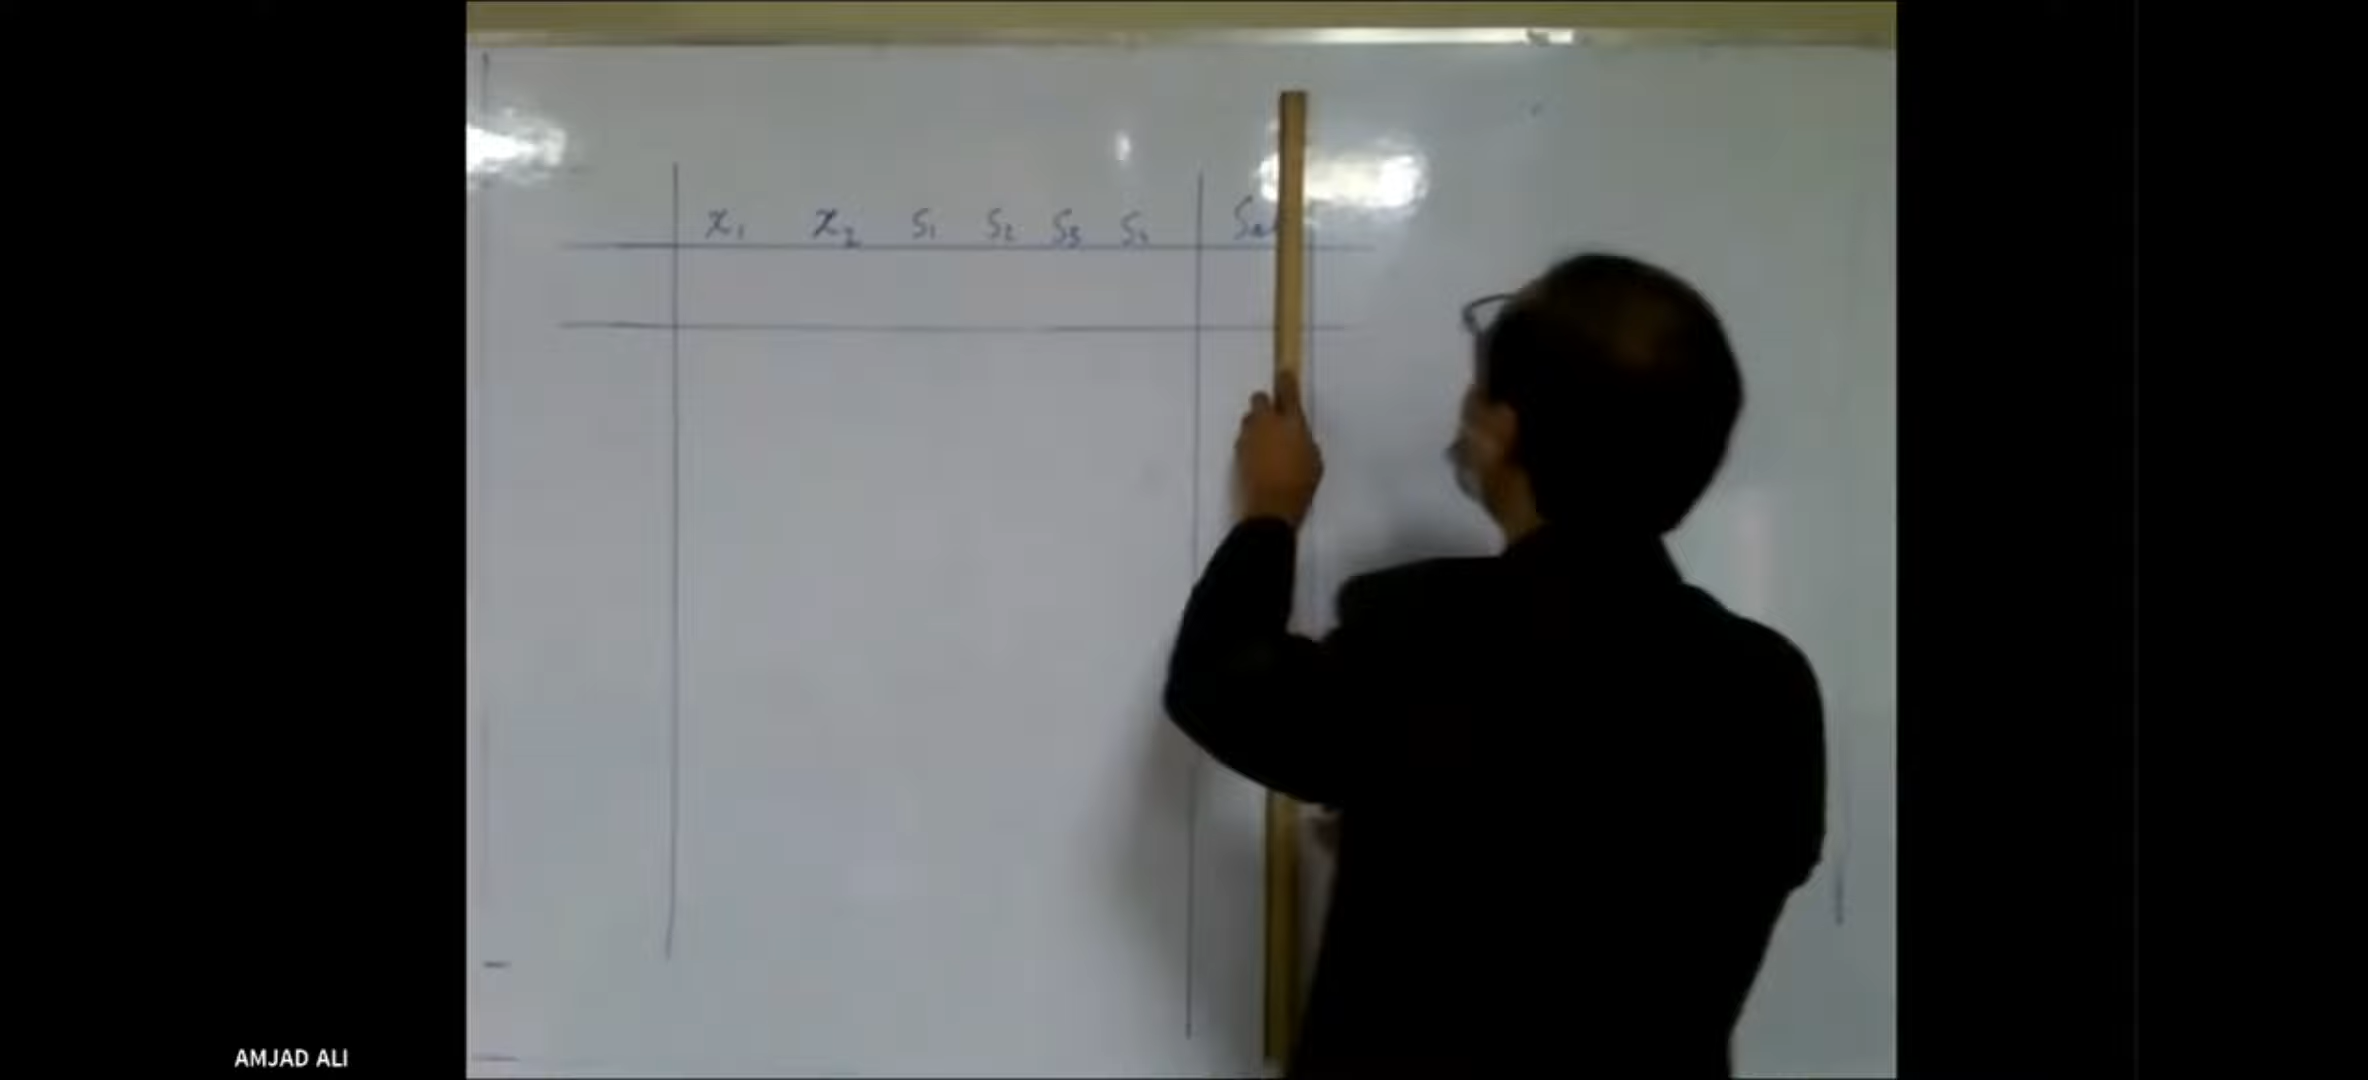 x₁ x₂ S₁ S₂ S₃ S₄
AMJAD ALI